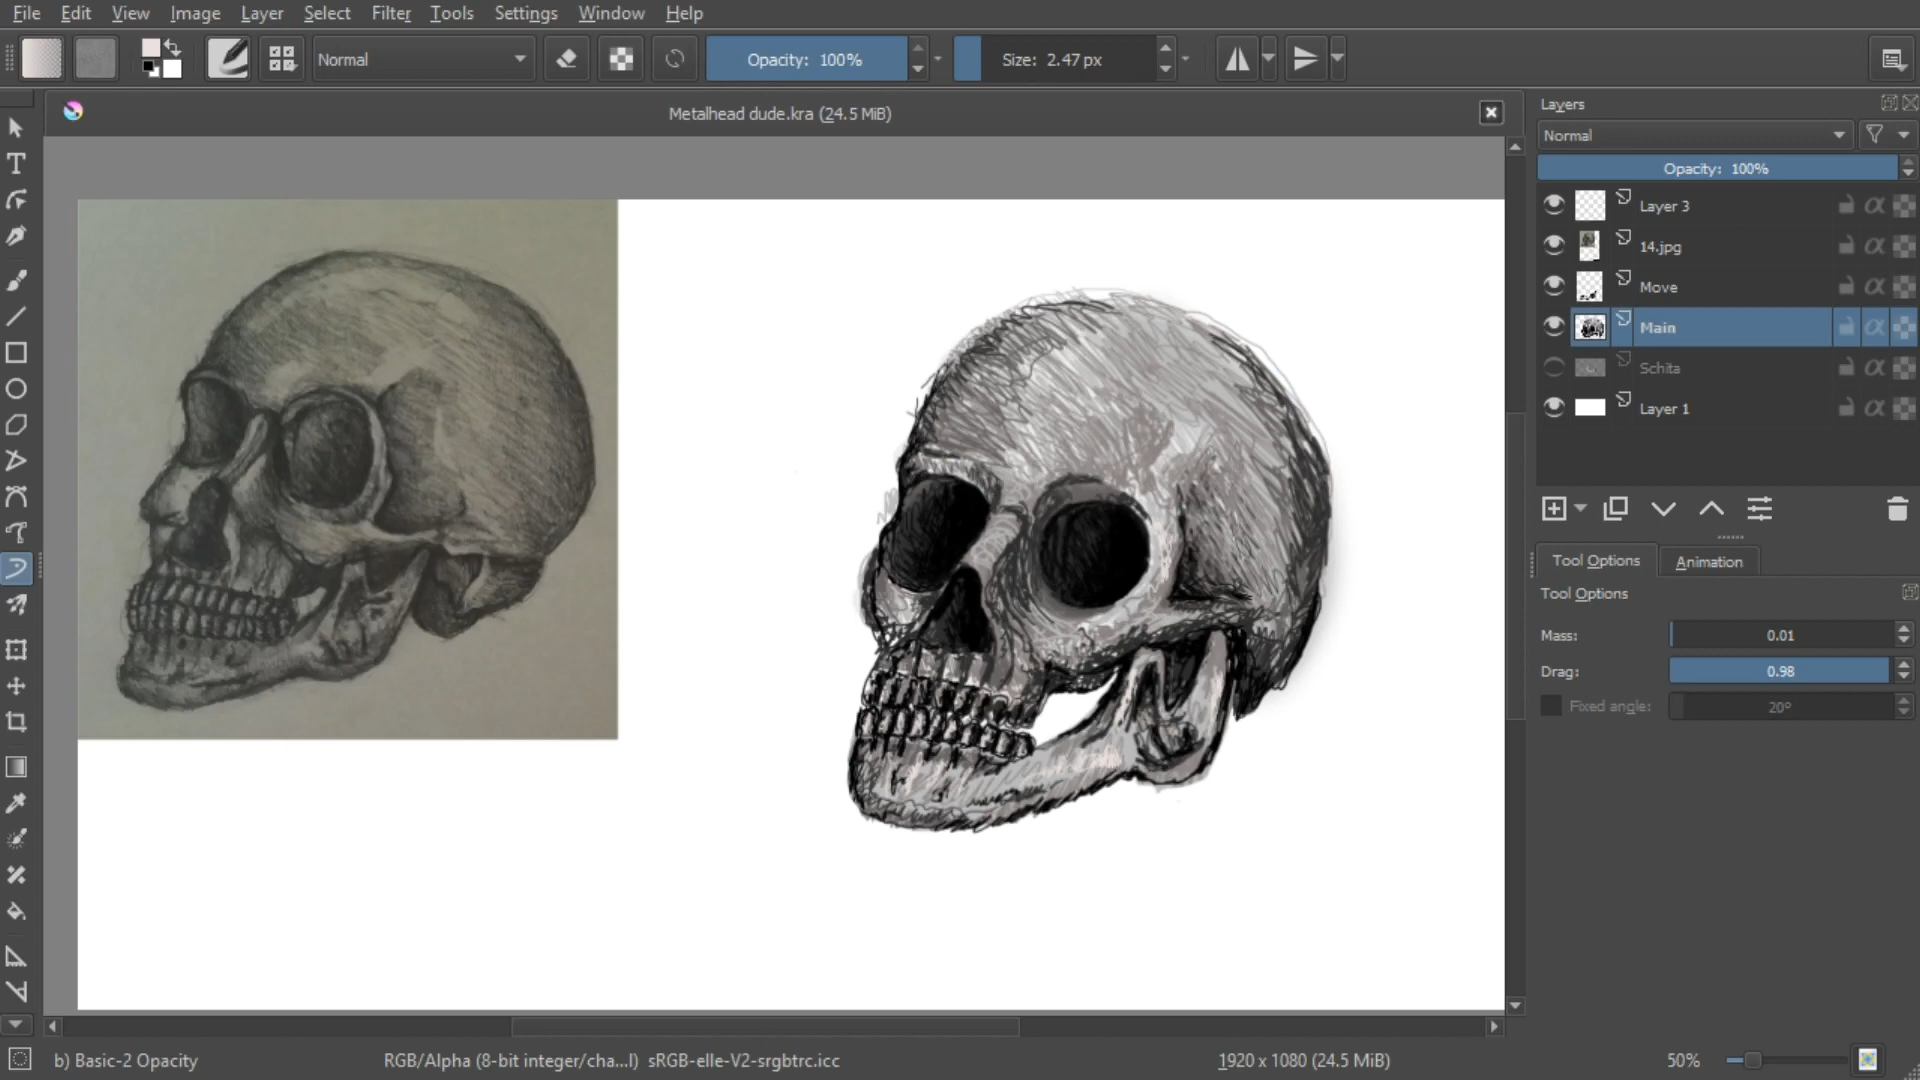 File Edit View Image Layer Select Filter Tools Settings Window Help
Normal Opacity: 100% Size: 2.47 px
Metalhead dude.kra (24.5 MiB)
Layers
Normal
Opacity: 100%
Layer 3
14.jpg
Move
Main
Schita
Layer 1
Tool Options Animation
Tool Options
Mass: 0.01
Drag: 0.98
Fixed angle: 20°
b) Basic-2 Opacity RGB/Alpha (8-bit integer/cha...l) sRGB-elle-V2-srgbtrc.icc 1920 x 1080 (24.5 MiB) 50%